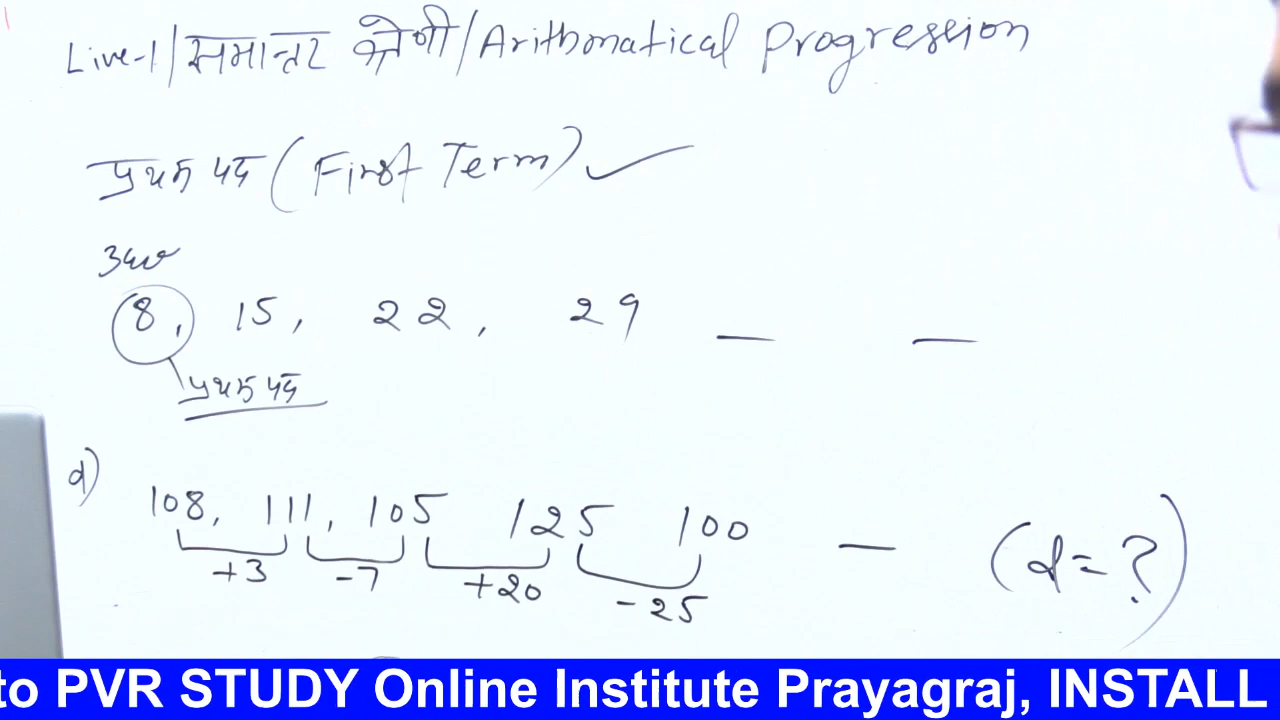 Live-1/समान्तर श्रेणी/Arithmatical Progression
प्रथम पद (First Term) ✓
8, 15, 22, 29 _ _
प्रथम पद
d)
108, 111, 105 125 100 _ (d=?)
+3 -7 +20 -25
to PVR STUDY Online Institute Prayagraj, INSTALL